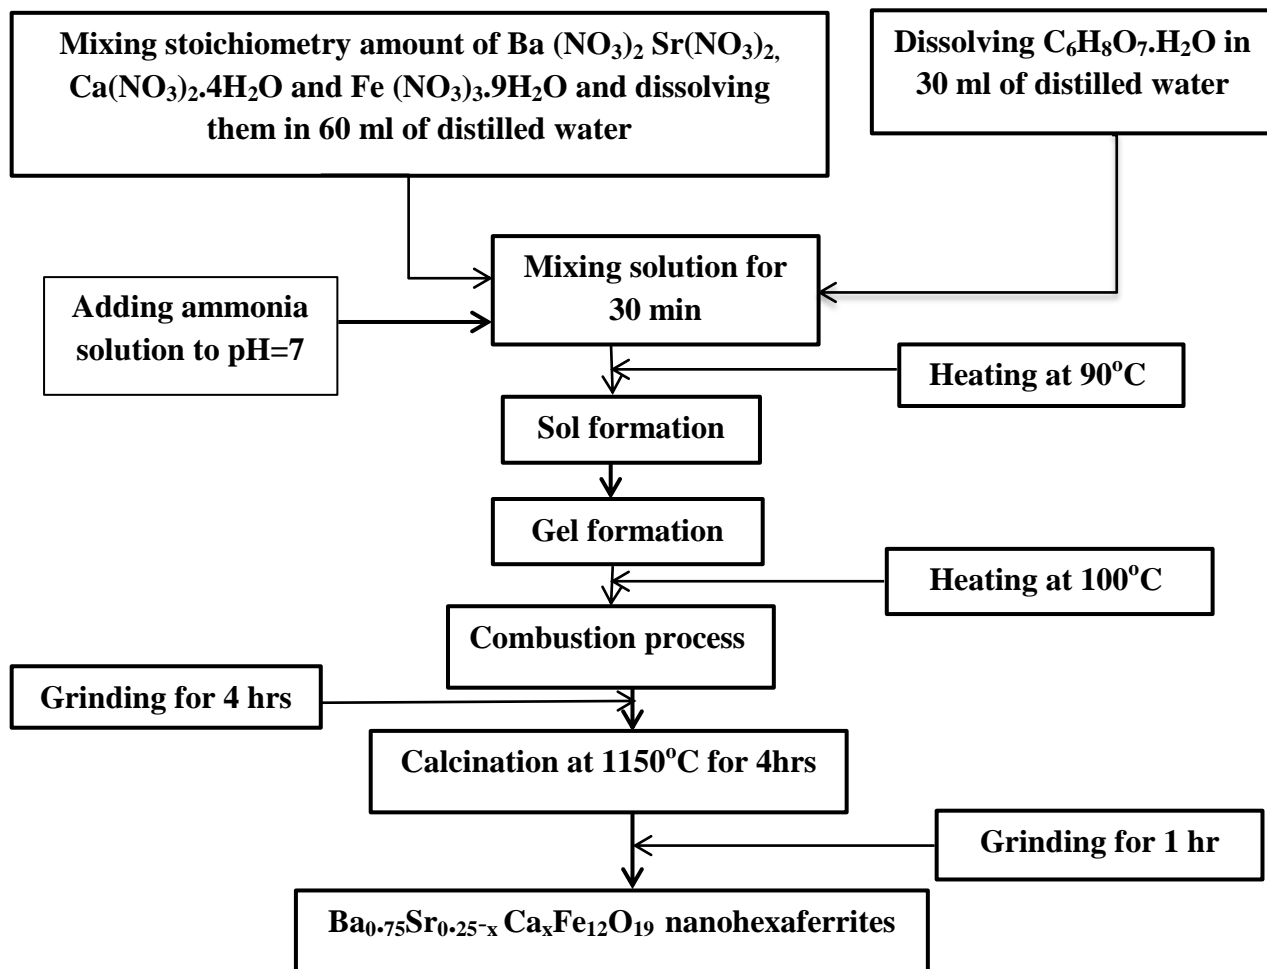 Mixing stoichiometry amount of Ba (NO₃)₂ Sr(NO₃)₂,
Ca(NO₃)₂.4H₂O and Fe (NO₃)₃.9H₂O and dissolving
them in 60 ml of distilled water
Dissolving C₆H₈O₇.H₂O in
30 ml of distilled water
Mixing solution for
30 min
Adding ammonia
solution to pH=7
Heating at 90°C
Sol formation
Gel formation
Heating at 100°C
Combustion process
Grinding for 4 hrs
Calcination at 1150°C for 4hrs
Grinding for 1 hr
Ba₀.₇₅Sr₀.₂₅₋ₓ CaₓFe₁₂O₁₉ nanohexaferrites